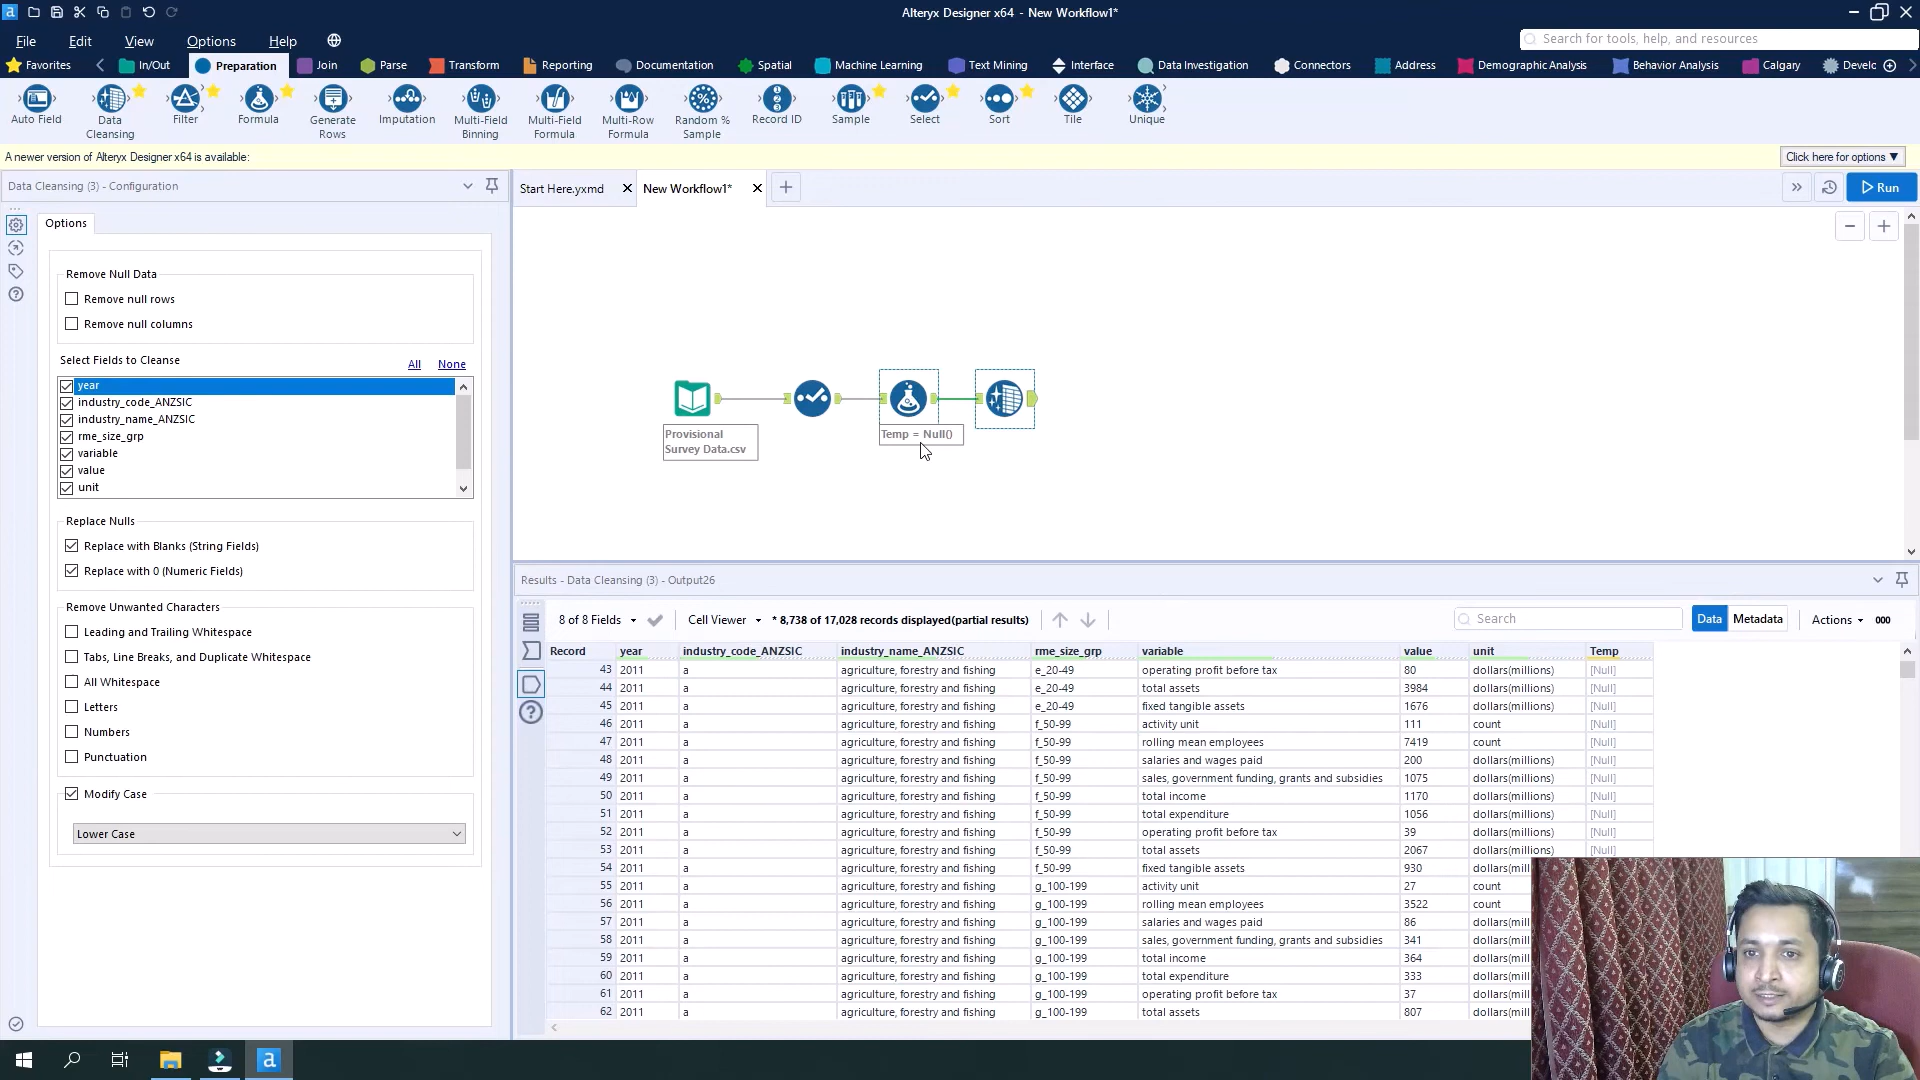 Alteryx Designer x64 - New Workflow1*
File Edit View Options Help
Search for tools, help, and resources
Favorites In/Out Preparation Join Parse Transform Reporting Documentation Spatial Machine Learning Text Mining Interface Data Investigation Connectors Address Demographic Analysis Behavior Analysis Calgary Develo
Auto Field Data Cleansing Filter Formula Generate Rows Imputation Multi-Field Binning Multi-Field Formula Multi-Row Formula Random % Sample Record ID Sample Select Sort Tile Unique
A newer version of Alteryx Designer x64 is available:
Click here for options ▼
Data Cleansing (3) - Configuration
Options
Remove Null Data
Remove null rows
Remove null columns
Select Fields to Cleanse All None
year
industry_code_ANZSIC
industry_name_ANZSIC
rme_size_grp
variable
value
unit
Replace Nulls
Replace with Blanks (String Fields)
Replace with 0 (Numeric Fields)
Remove Unwanted Characters
Leading and Trailing Whitespace
Tabs, Line Breaks, and Duplicate Whitespace
All Whitespace
Letters
Numbers
Punctuation
Modify Case
Lower Case
Start Here.yxmd New Workflow1*
Run
Provisional
Survey Data.csv
Temp = Null()
Results - Data Cleansing (3) - Output26
8 of 8 Fields Cell Viewer * 8,738 of 17,028 records displayed(partial results) Search Data Metadata Actions 000
Record year industry_code_ANZSIC industry_name_ANZSIC rme_size_grp variable value unit Temp
43 2011 a agriculture, forestry and fishing e_20-49 operating profit before tax 80 dollars(millions) [Null]
44 2011 a agriculture, forestry and fishing e_20-49 total assets 3984 dollars(millions) [Null]
45 2011 a agriculture, forestry and fishing e_20-49 fixed tangible assets 1676 dollars(millions) [Null]
46 2011 a agriculture, forestry and fishing f_50-99 activity unit 111 count [Null]
47 2011 a agriculture, forestry and fishing f_50-99 rolling mean employees 7419 count [Null]
48 2011 a agriculture, forestry and fishing f_50-99 salaries and wages paid 200 dollars(millions) [Null]
49 2011 a agriculture, forestry and fishing f_50-99 sales, government funding, grants and subsidies 1075 dollars(millions) [Null]
50 2011 a agriculture, forestry and fishing f_50-99 total income 1170 dollars(millions) [Null]
51 2011 a agriculture, forestry and fishing f_50-99 total expenditure 1056 dollars(millions) [Null]
52 2011 a agriculture, forestry and fishing f_50-99 operating profit before tax 39 dollars(millions) [Null]
53 2011 a agriculture, forestry and fishing f_50-99 total assets 2067 dollars(millions) [Null]
54 2011 a agriculture, forestry and fishing f_50-99 fixed tangible assets 930 dollars(mill
55 2011 a agriculture, forestry and fishing g_100-199 activity unit 27 count
56 2011 a agriculture, forestry and fishing g_100-199 rolling mean employees 3522 count
57 2011 a agriculture, forestry and fishing g_100-199 salaries and wages paid 86 dollars(mill
58 2011 a agriculture, forestry and fishing g_100-199 sales, government funding, grants and subsidies 341 dollars(mill
59 2011 a agriculture, forestry and fishing g_100-199 total income 364 dollars(mill
60 2011 a agriculture, forestry and fishing g_100-199 total expenditure 333 dollars(mill
61 2011 a agriculture, forestry and fishing g_100-199 operating profit before tax 37 dollars(mill
62 2011 a agriculture, forestry and fishing g_100-199 total assets 807 dollars(mill